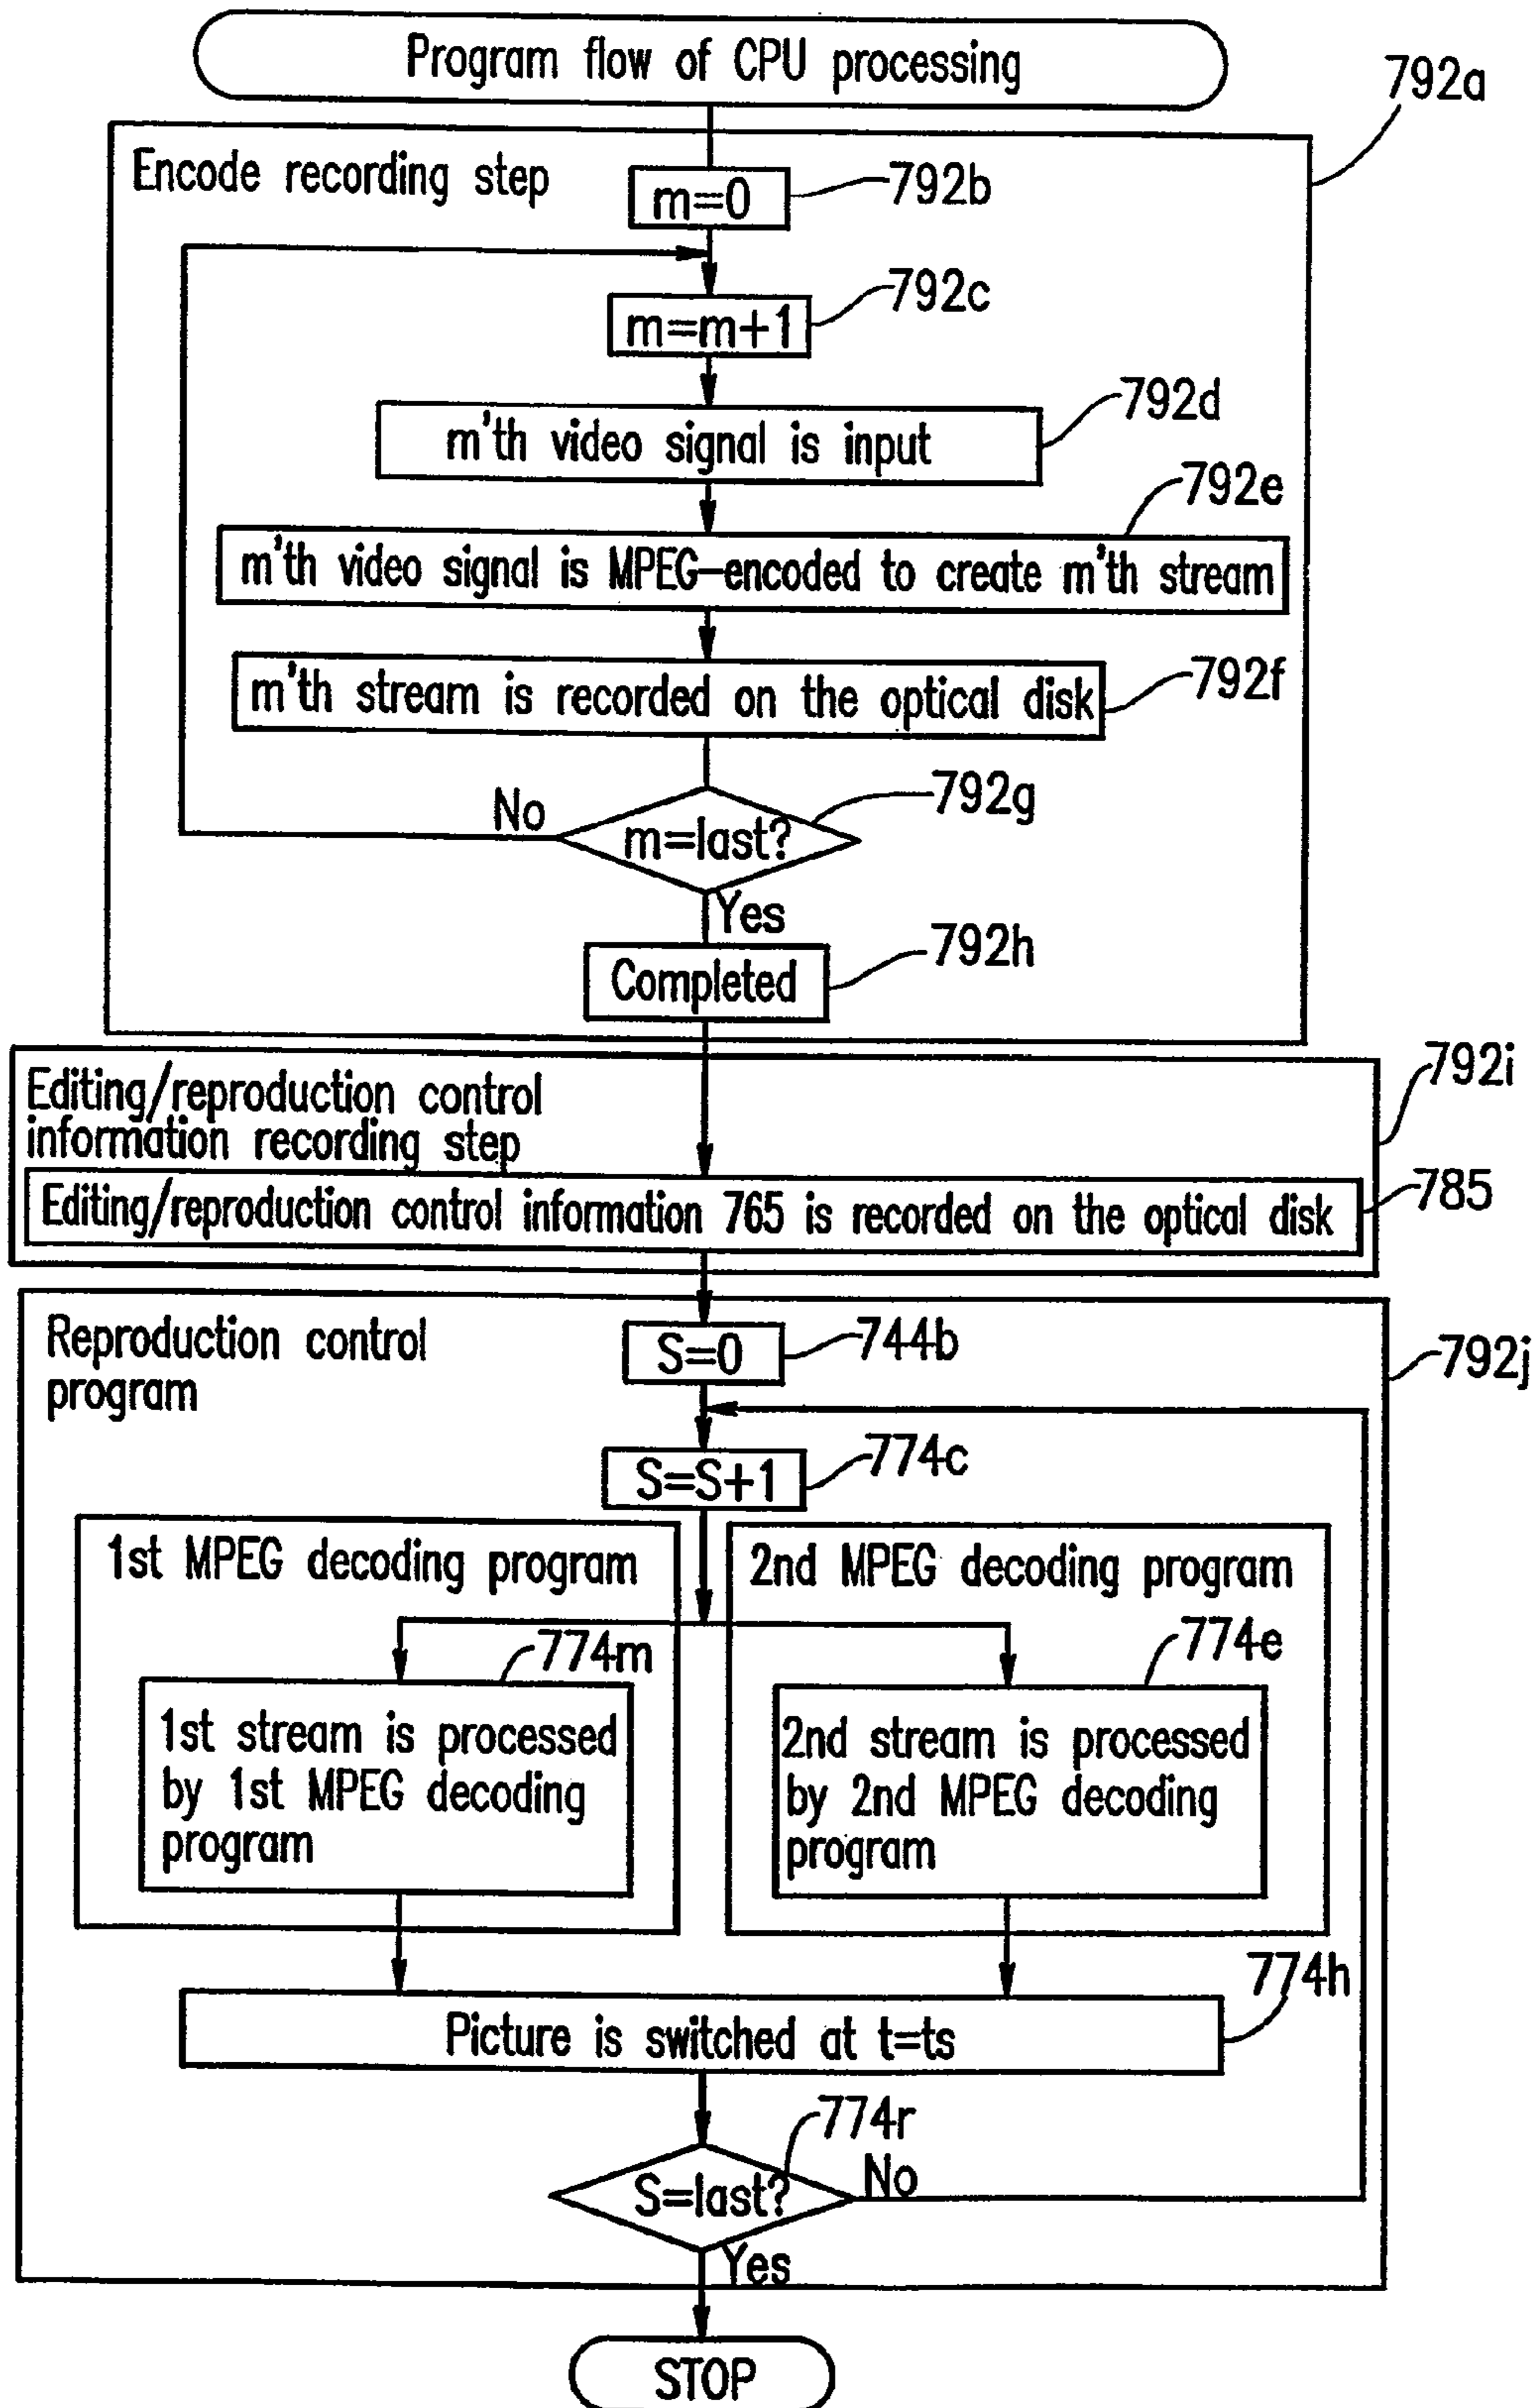 Program flow of CPU processing
792a
Encode recording step
m=0
792b
m=m+1
792c
m'th video signal is input
792d
792e
m'th video signal is MPEG-encoded to create m'th stream
m'th stream is recorded on the optical disk
792f
792g
No
m=last?
Yes
Completed
792h
792i
Editing/reproduction control
information recording step
Editing/reproduction control information 765 is recorded on the optical disk
785
Reproduction control
program
S=0
744b
792j
S=S+1
774c
1st MPEG decoding program
2nd MPEG decoding program
774m
774e
1st stream is processed
by 1st MPEG decoding
program
2nd stream is processed
by 2nd MPEG decoding
program
774h
Picture is switched at t=ts
774r
S=last?
No
Yes
STOP